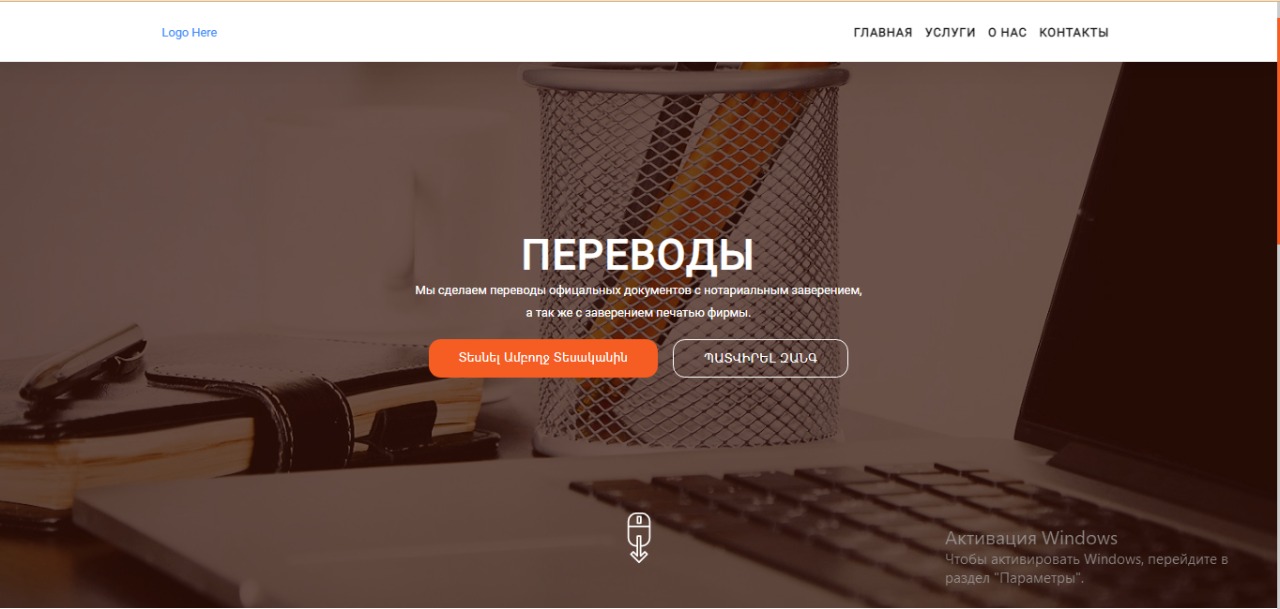 Logo Here
ГЛАВНАЯ УСЛУГИ О НАС КОНТАКТЫ
ПЕРЕВОДЫ
Мы сделаем переводы офицальных документов с нотариальным заверением,
а так же с заверением печатью фирмы.
Տեսնել Ամբողջ Տեսականին
ՊԱՏՎԻՐԵԼ ԶԱՆԳ
Активация Windows
Чтобы активировать Windows, перейдите в
раздел "Параметры".